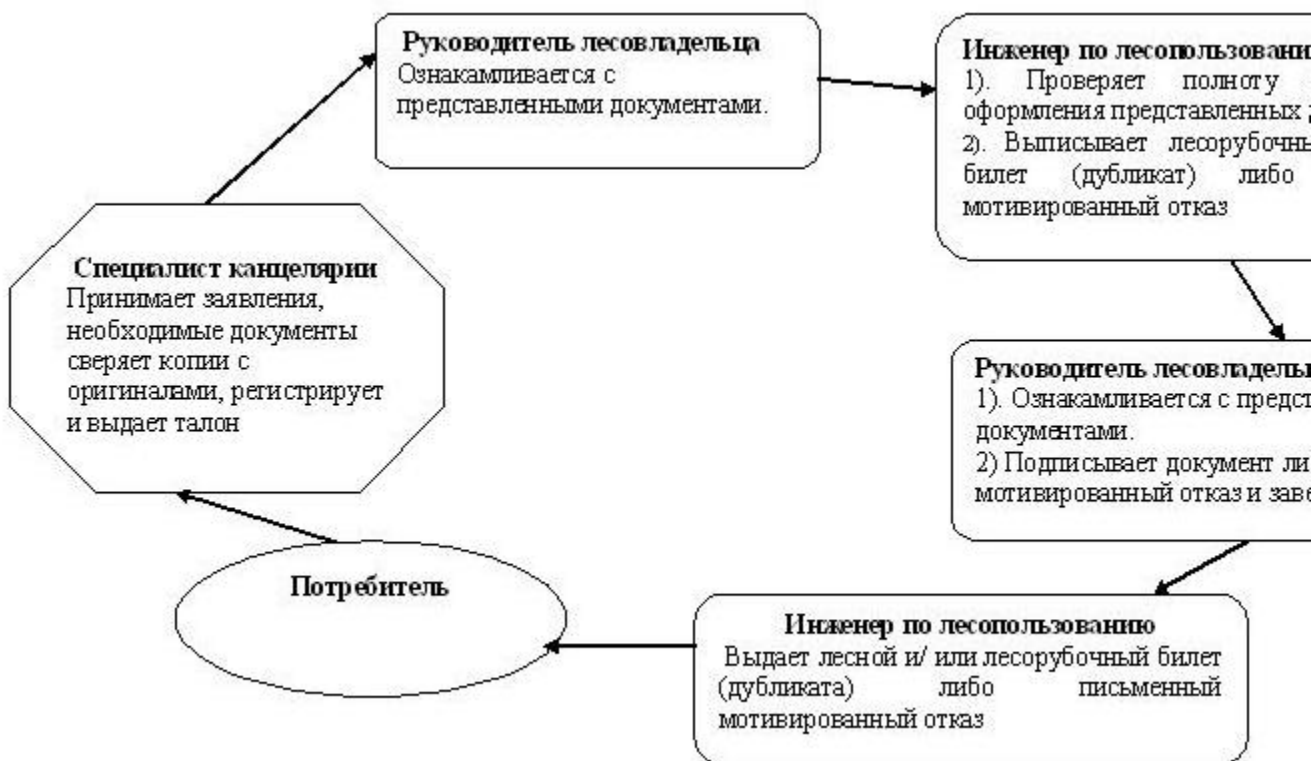 Руководитель лесовладельца
Ознакамливается с
представленными документами.
Инженер по лесопользовани
1). Проверяет полноту
оформления представленных
2). Выписывает лесорубочны
билет (дубликат) либо
мотивированный отказ
Специалист канцелярии
Принимает заявления,
необходимые документы
сверяет копии с
оригиналами, регистрирует
и выдает талон
Руководитель лесовладель
1). Ознакамливается с предст
документами.
2) Подписывает документ ли
мотивированный отказ и заве
Потребитель
Инженер по лесопользованию
Выдает лесной и/ или лесорубочный билет
(дубликата) либо письменный
мотивированный отказ